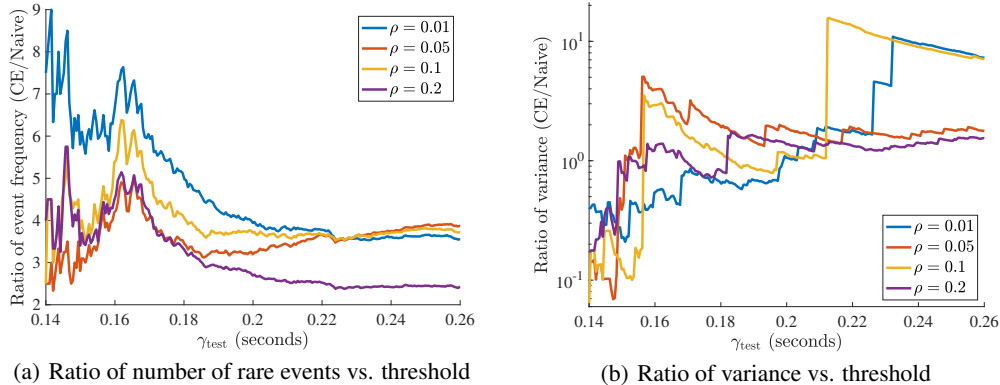 Ratio of event frequency (CE/Naive)
9
8
7
6
5
4
3
2
0.14 0.16 0.18 0.2 0.22 0.24 0.26
γtest (seconds)
ρ = 0.01
ρ = 0.05
ρ = 0.1
ρ = 0.2
(a) Ratio of number of rare events vs. threshold
Ratio of variance (CE/Naive)
10^1
10^0
10^-1
0.14 0.16 0.18 0.2 0.22 0.24 0.26
γtest (seconds)
ρ = 0.01
ρ = 0.05
ρ = 0.1
ρ = 0.2
(b) Ratio of variance vs. threshold